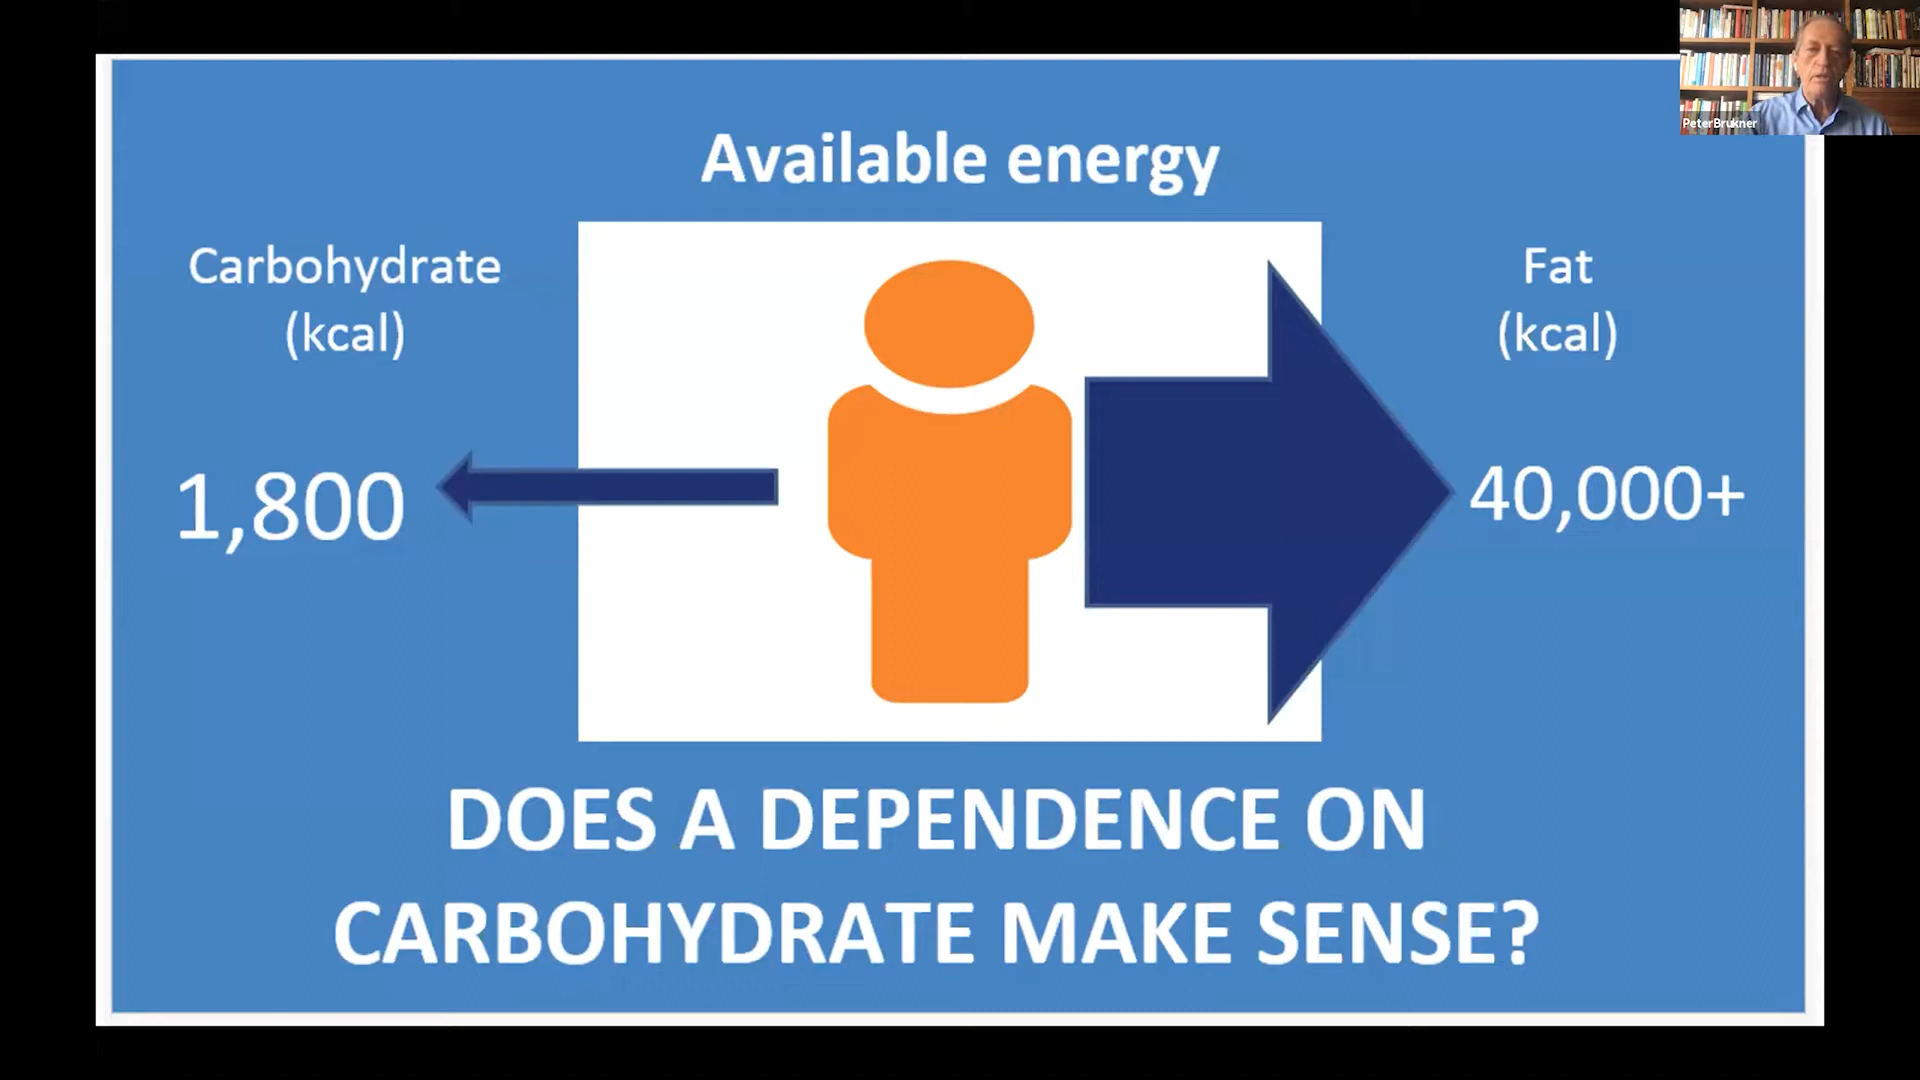 PeterBrukner
Available energy
Carbohydrate
(kcal)
Fat
(kcal)
1,800
40,000+
DOES A DEPENDENCE ON
CARBOHYDRATE MAKE SENSE?